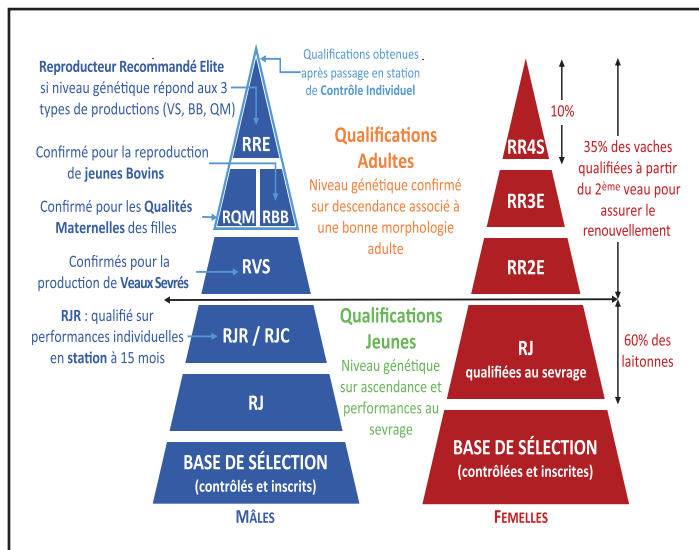 Reproducteur Recommandé Elite
si niveau génétique répond aux 3
types de productions (VS, BB, QM)
Qualifications obtenues
après passage en station
de Contrôle Individuel
RRE
Confirmé pour la reproduction
de jeunes Bovins
RQM
RBB
Confirmé pour les Qualités
Maternelles des filles
Confirmés pour la
production de Veaux Sevrés
RVS
RJR : qualifié sur
performances individuelles
en station à 15 mois
RJR / RJC
RJ
BASE DE SÉLECTION
(contrôlés et inscrits)
MÂLES
Qualifications
Adultes
Niveau génétique confirmé
sur descendance associé à
une bonne morphologie
adulte
Qualifications
Jeunes
Niveau génétique
sur ascendance et
performances au
sevrage
RR4S
10%
RR3E
RR2E
35% des vaches
qualifiées à partir
du 2ème veau pour
assurer le
renouvellement
RJ
qualifiées au sevrage
60% des
laitonnes
BASE DE SÉLECTION
(contrôlées et inscrites)
FEMELLES